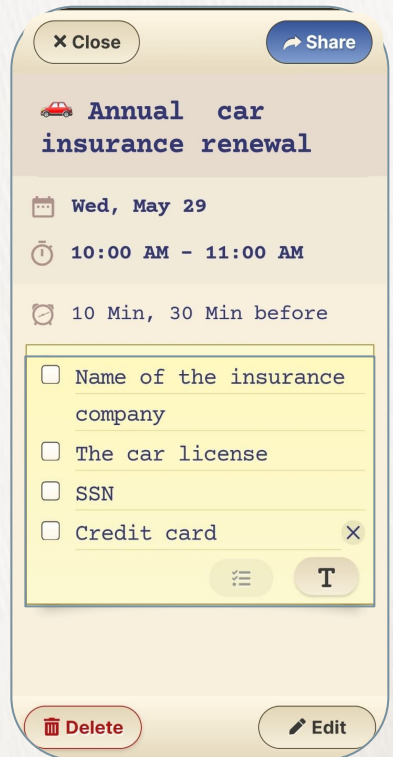 × Close
Share
🚗 Annual car
insurance renewal
Wed, May 29
10:00 AM – 11:00 AM
10 Min, 30 Min before
Name of the insurance
company
The car license
SSN
Credit card
T
Delete
Edit